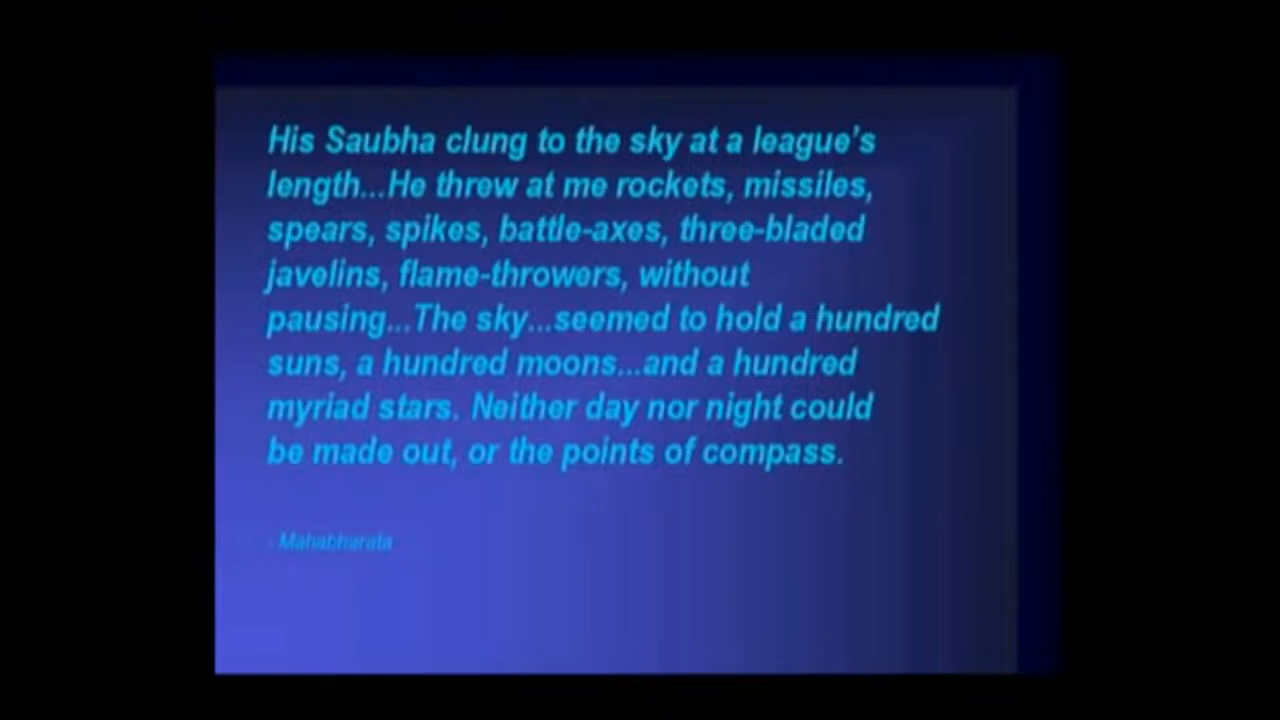 His Saubha clung to the sky at a league's
length...He threw at me rockets, missiles,
spears, spikes, battle-axes, three-bladed
javelins, flame-throwers, without
pausing...The sky...seemed to hold a hundred
suns, a hundred moons...and a hundred
myriad stars. Neither day nor night could
be made out, or the points of compass.
- Mahabharata